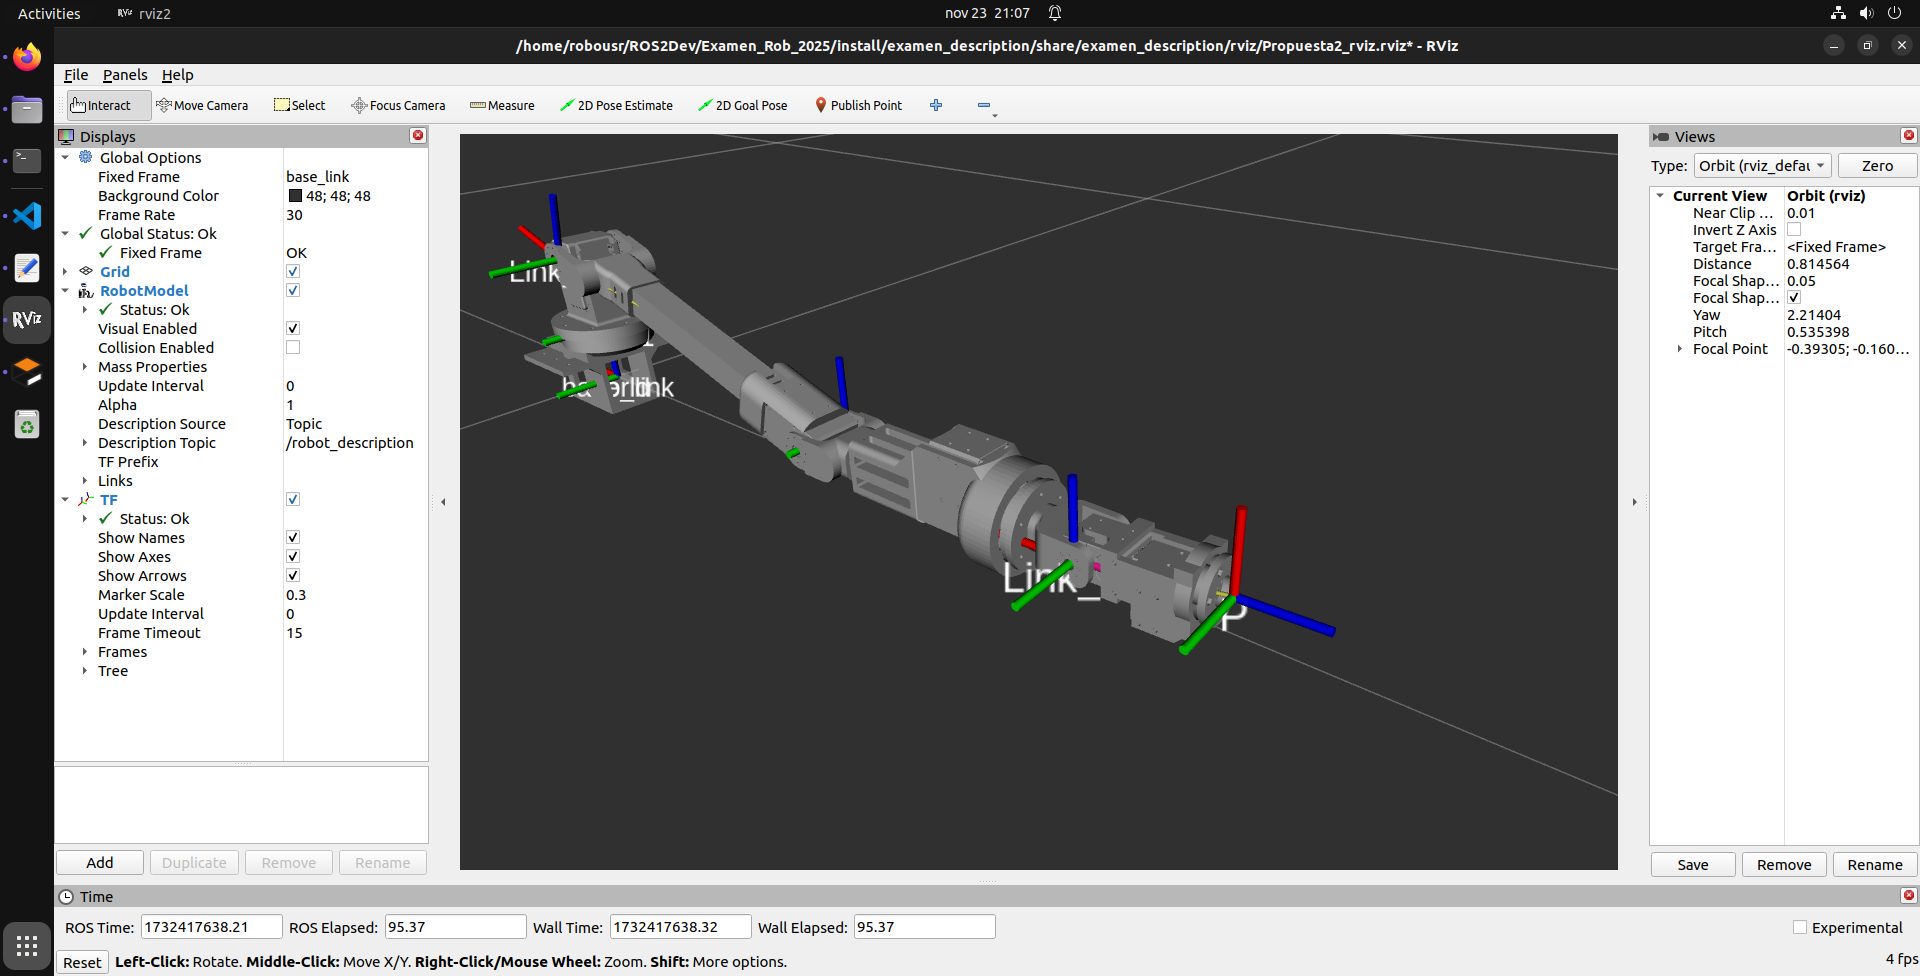 Activities
RViz rviz2
nov 23 21:07
/home/robousr/ROS2Dev/Examen_Rob_2025/install/examen_description/share/examen_description/rviz/Propuesta2_rviz.rviz* - RViz
File Panels Help
Interact Move Camera Select Focus Camera Measure 2D Pose Estimate 2D Goal Pose Publish Point
Displays
Global Options
Fixed Frame base_link
Background Color 48; 48; 48
Frame Rate 30
Global Status: Ok
Fixed Frame OK
Grid
RobotModel
Status: Ok
Visual Enabled
Collision Enabled
Mass Properties
Update Interval 0
Alpha 1
Description Source Topic
Description Topic /robot_description
TF Prefix
Links
TF
Status: Ok
Show Names
Show Axes
Show Arrows
Marker Scale 0.3
Update Interval 0
Frame Timeout 15
Frames
Tree
Add Duplicate Remove Rename
RViz
Link_
Link_
P
Views
Type: Orbit (rviz_defau Zero
Current View Orbit (rviz)
Near Clip ... 0.01
Invert Z Axis
Target Fra... <Fixed Frame>
Distance 0.814564
Focal Shap... 0.05
Focal Shap...
Yaw 2.21404
Pitch 0.535398
Focal Point -0.39305; -0.160...
Save Remove Rename
Time
ROS Time: 1732417638.21 ROS Elapsed: 95.37 Wall Time: 1732417638.32 Wall Elapsed: 95.37 Experimental
Reset Left-Click: Rotate. Middle-Click: Move X/Y. Right-Click/Mouse Wheel: Zoom. Shift: More options. 4 fps